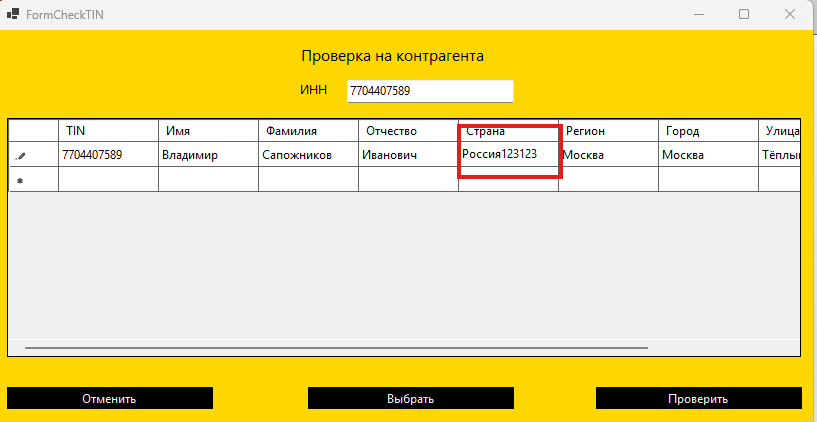 FormCheckTIN
Проверка на контрагента
ИНН 7704407589
TIN Имя Фамилия Отчество Страна Регион Город Улица
7704407589 Владимир Сапожников Иванович Россия123123 Москва Москва Тёплы
Отменить Выбрать Проверить